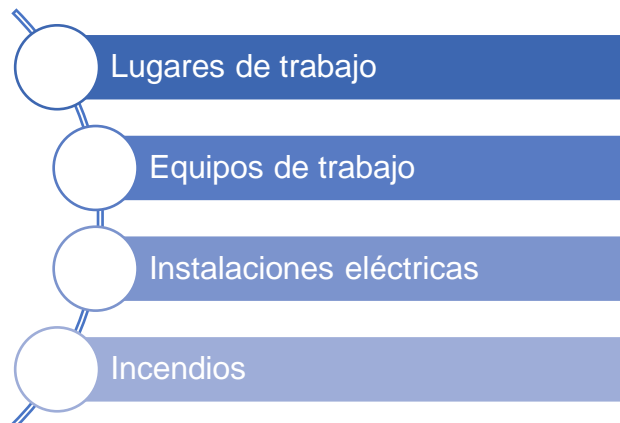 Lugares de trabajo
Equipos de trabajo
Instalaciones eléctricas
Incendios